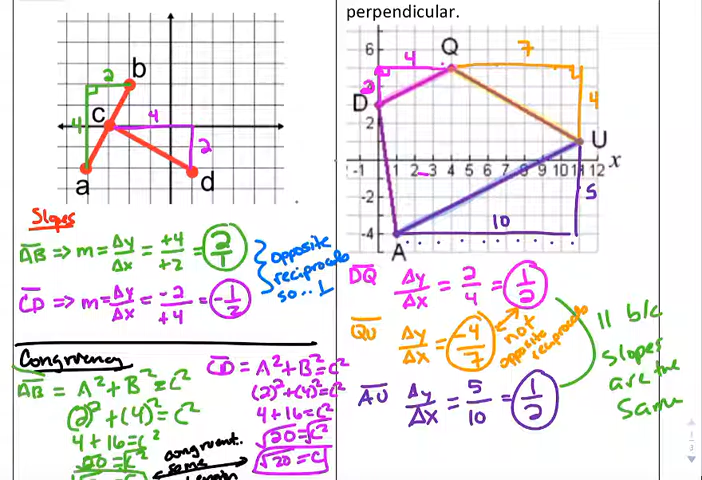 b
2
4
c
4
2
a
d
Slopes
AB => m = Δy/Δx = +4/+2 = 2/1
CD => m = Δy/Δx = -2/+4 = -1/2
opposite
reciprocals
so... ⊥
Congruency
AB = A² + B² = C²
(2)² + (4)² = C²
4 + 16 = C²
√20 = √C²
CD = A² + B² = C²
(2)² + (4)² = C²
4 + 16 = C²
√20 = √C²
√20 = C
congruent.
same
perpendicular.
6
Q
7
4
2
D
4
2
U
-1 1 2 3 4 5 6 7 8 9 10 11 12 x
-2
5
10
-4
A
DQ Δy/Δx = 2/4 = 1/2
QU Δy/Δx = -4/7
not
opposite
reciprocals
AU Δy/Δx = 5/10 = 1/2
|| b/c
slopes
are the
same